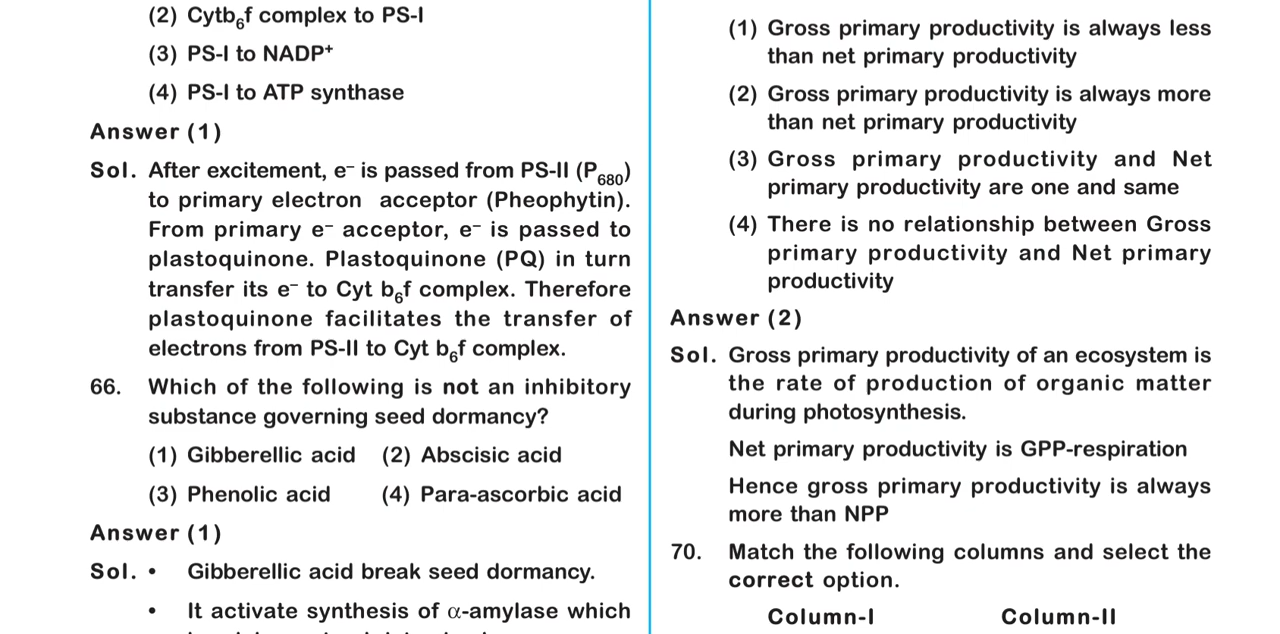 (2) Cytb₆f complex to PS-I
(3) PS-I to NADP⁺
(4) PS-I to ATP synthase
Answer (1)
Sol. After excitement, e⁻ is passed from PS-II (P₆₈₀)
to primary electron acceptor (Pheophytin).
From primary e⁻ acceptor, e⁻ is passed to
plastoquinone. Plastoquinone (PQ) in turn
transfer its e⁻ to Cyt b₆f complex. Therefore
plastoquinone facilitates the transfer of
electrons from PS-II to Cyt b₆f complex.
66. Which of the following is not an inhibitory
substance governing seed dormancy?
(1) Gibberellic acid (2) Abscisic acid
(3) Phenolic acid (4) Para-ascorbic acid
Answer (1)
Sol. • Gibberellic acid break seed dormancy.
• It activate synthesis of α-amylase which
(1) Gross primary productivity is always less
than net primary productivity
(2) Gross primary productivity is always more
than net primary productivity
(3) Gross primary productivity and Net
primary productivity are one and same
(4) There is no relationship between Gross
primary productivity and Net primary
productivity
Answer (2)
Sol. Gross primary productivity of an ecosystem is
the rate of production of organic matter
during photosynthesis.
Net primary productivity is GPP-respiration
Hence gross primary productivity is always
more than NPP
70. Match the following columns and select the
correct option.
Column-I Column-II